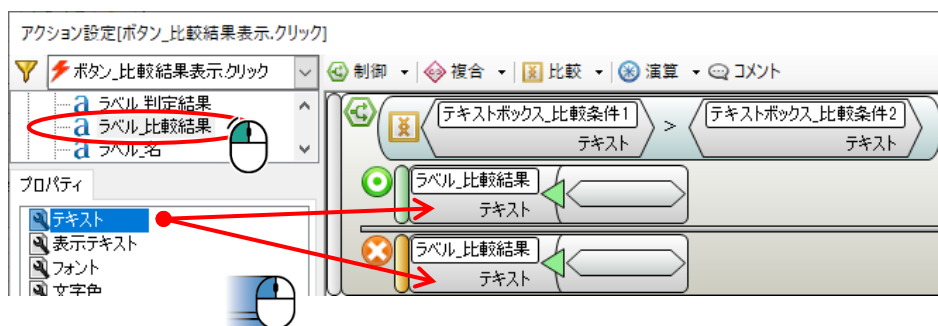 アクション設定[ボタン_比較結果表示.クリック]
ボタン_比較結果表示.クリック
制御 複合 比較 演算 コメント
ラベル_判定結果
ラベル_比較結果
ラベル_名
プロパティ
テキスト
表示テキスト
フォント
文字色
テキストボックス_比較条件1 > テキストボックス_比較条件2
テキスト テキスト
ラベル_比較結果
テキスト
ラベル_比較結果
テキスト